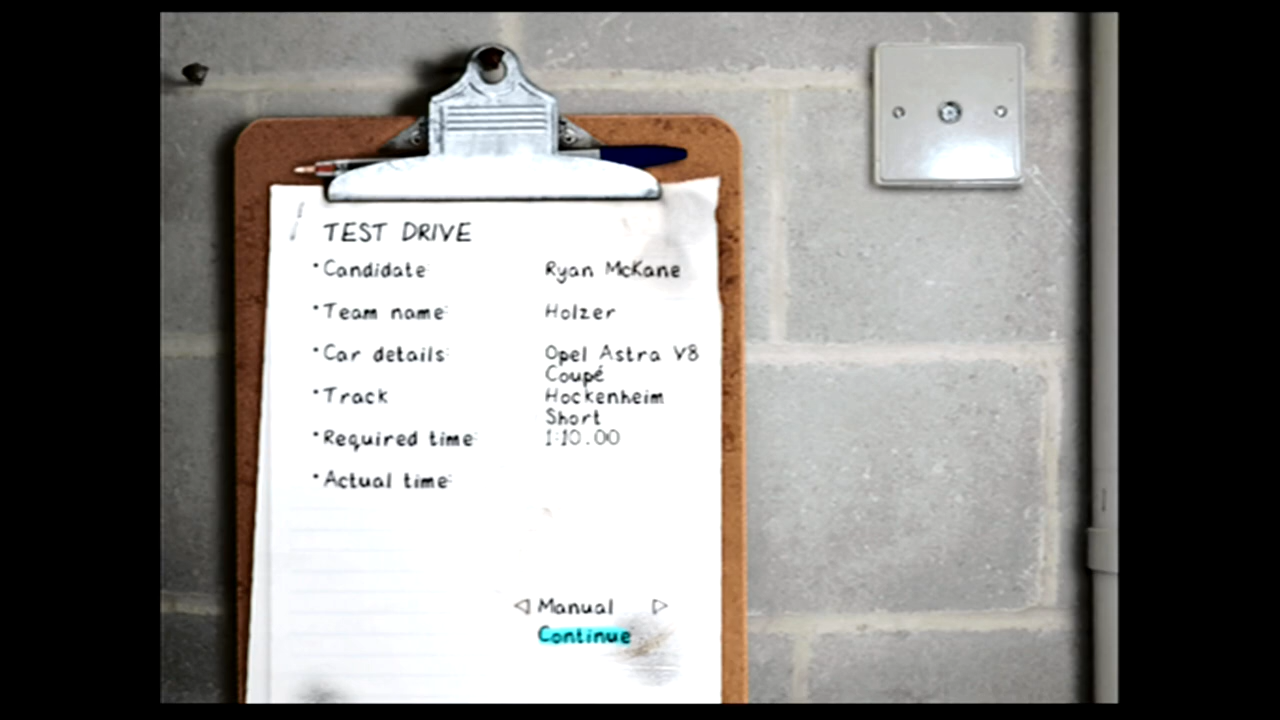 TEST DRIVE
• Candidate: Ryan McKane
• Team name: Holzer
• Car details: Opel Astra V8
Coupé
• Track Hockenheim
Short
• Required time: 1:10.00
• Actual time:
◁ Manual ▷
Continue